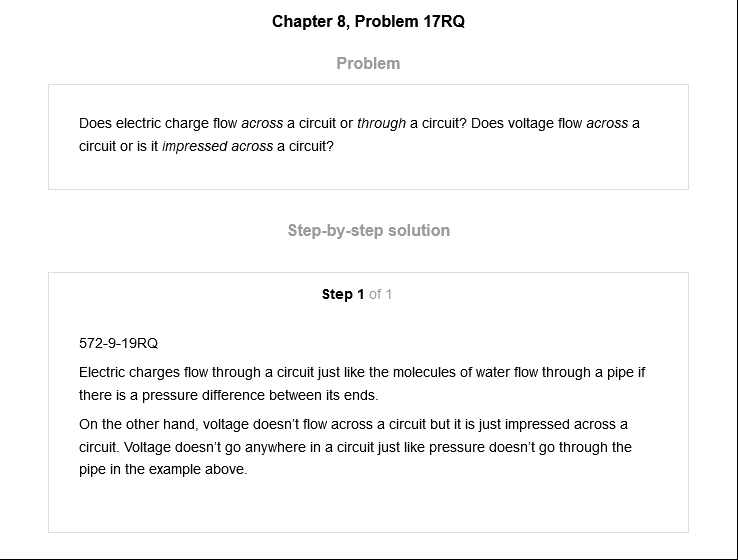 Chapter 8, Problem 17RQ
Problem
Does electric charge flow across a circuit or through a circuit? Does voltage flow across a
circuit or is it impressed across a circuit?
Step-by-step solution
Step 1 of 1
572-9-19RQ
Electric charges flow through a circuit just like the molecules of water flow through a pipe if
there is a pressure difference between its ends.
On the other hand, voltage doesn’t flow across a circuit but it is just impressed across a
circuit. Voltage doesn’t go anywhere in a circuit just like pressure doesn’t go through the
pipe in the example above.